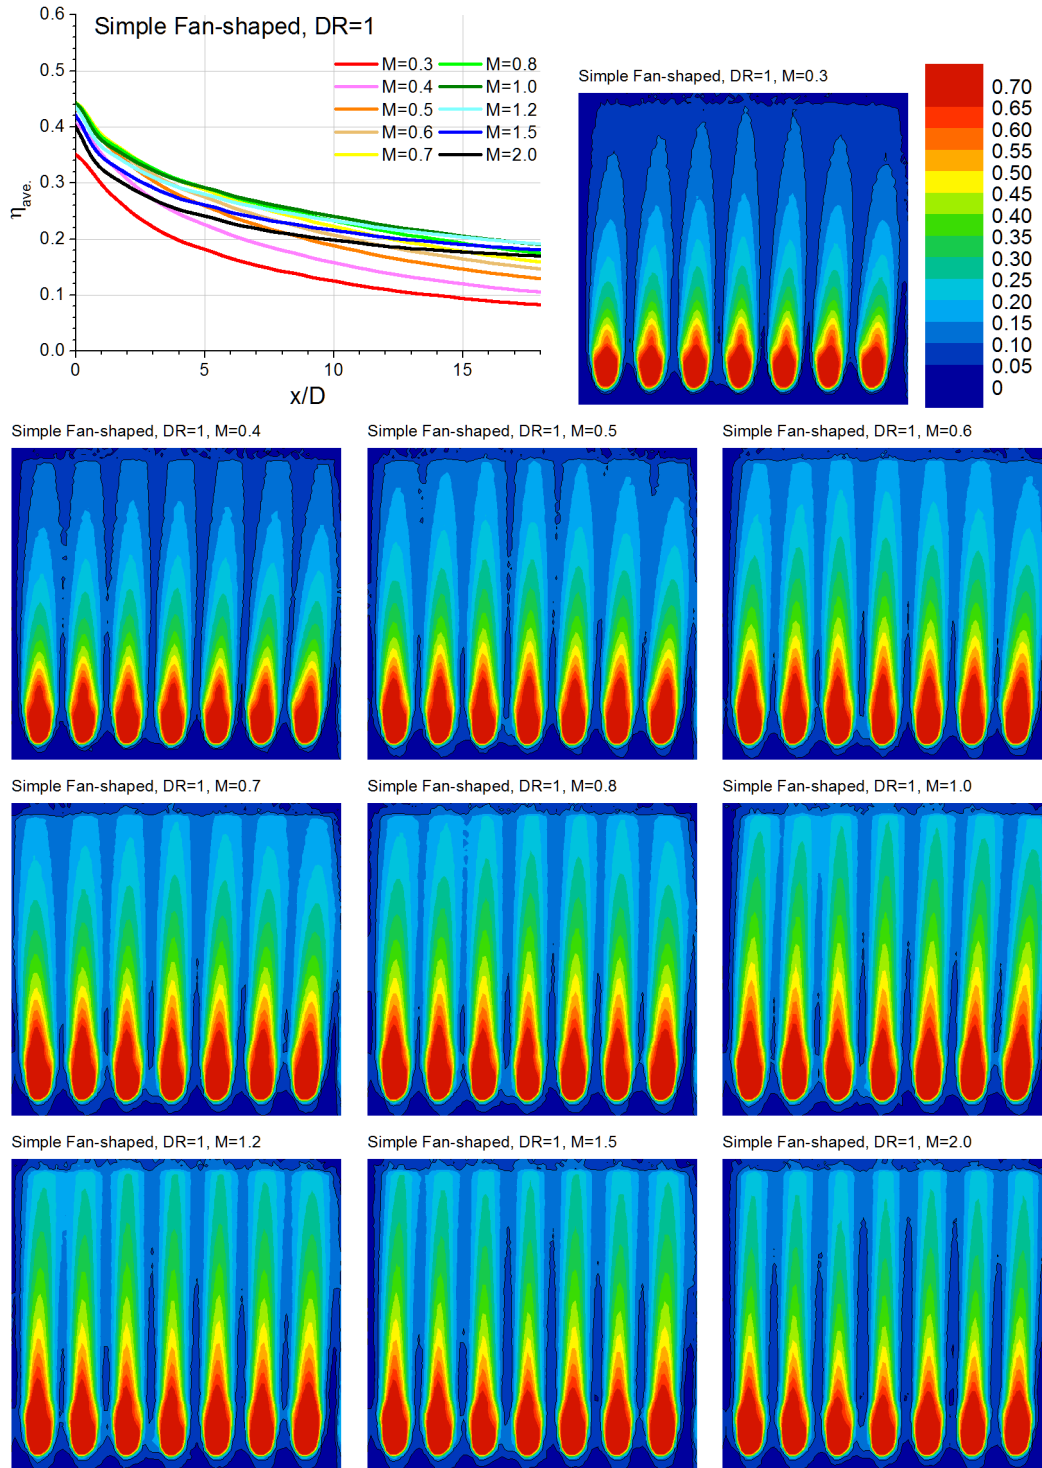 Simple Fan-shaped, DR=1
0.6
0.5
0.4
0.3
0.2
0.1
0.0
ηave.
M=0.3 M=0.8
M=0.4 M=1.0
M=0.5 M=1.2
M=0.6 M=1.5
M=0.7 M=2.0
0 5 10 15
x/D
Simple Fan-shaped, DR=1, M=0.3
0.70
0.65
0.60
0.55
0.50
0.45
0.40
0.35
0.30
0.25
0.20
0.15
0.05
0
Simple Fan-shaped, DR=1, M=0.4
Simple Fan-shaped, DR=1, M=0.5
Simple Fan-shaped, DR=1, M=0.6
Simple Fan-shaped, DR=1, M=0.7
Simple Fan-shaped, DR=1, M=0.8
Simple Fan-shaped, DR=1, M=1.0
Simple Fan-shaped, DR=1, M=1.2
Simple Fan-shaped, DR=1, M=1.5
Simple Fan-shaped, DR=1, M=2.0